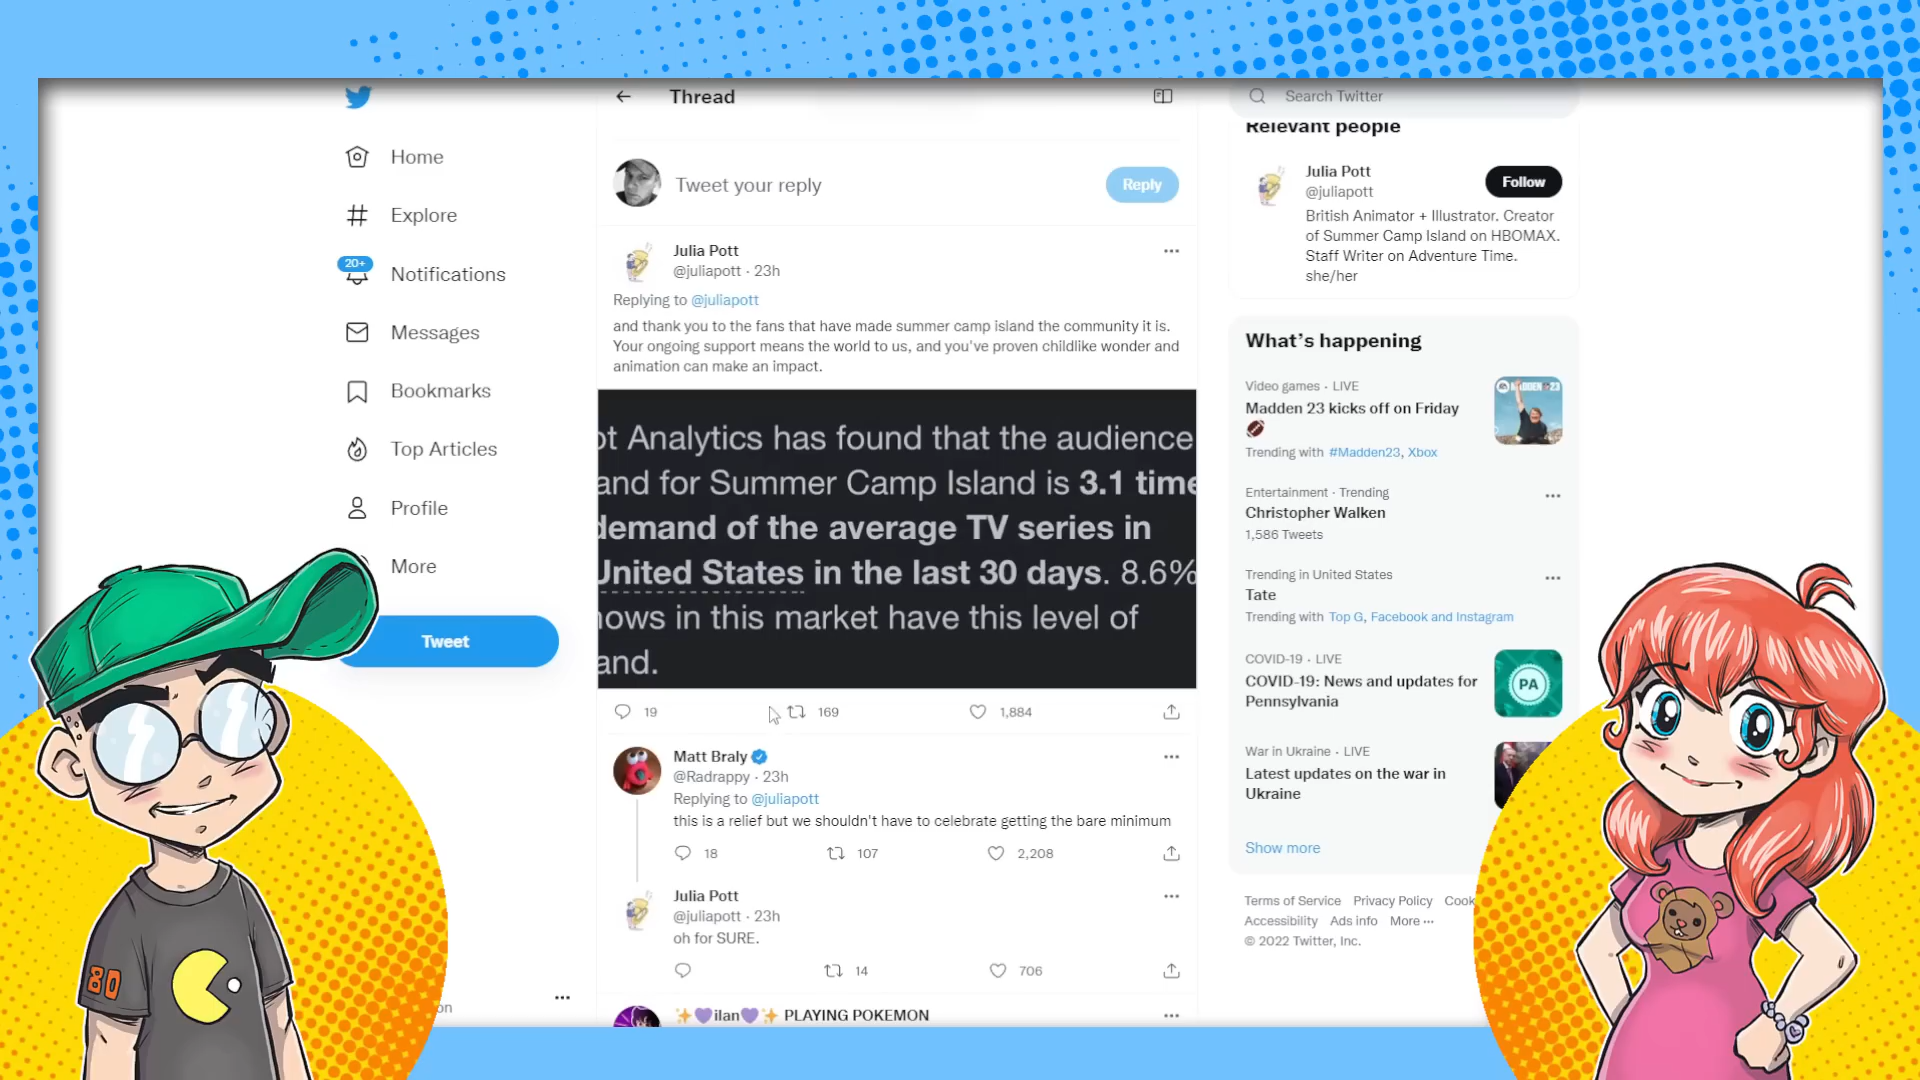 Thread
Search Twitter
Home
Explore
20+
Notifications
Messages
Bookmarks
Top Articles
Profile
More
Tweet
Tweet your reply
Reply
Julia Pott
@juliapott · 23h
Replying to @juliapott
and thank you to the fans that have made summer camp island the community it is.
Your ongoing support means the world to us, and you've proven childlike wonder and
animation can make an impact.
ot Analytics has found that the audience
and for Summer Camp Island is 3.1 time
demand of the average TV series in
United States in the last 30 days. 8.6%
hows in this market have this level of
and.
19
169
1,884
Matt Braly
@Radrappy · 23h
Replying to @juliapott
this is a relief but we shouldn't have to celebrate getting the bare minimum
18
107
2,208
Julia Pott
@juliapott · 23h
oh for SURE.
14
706
✨💜ilan💜✨ PLAYING POKEMON
on
Relevant people
Julia Pott
@juliapott
Follow
British Animator + Illustrator. Creator
of Summer Camp Island on HBOMAX.
Staff Writer on Adventure Time.
she/her
What's happening
Video games · LIVE
Madden 23 kicks off on Friday
🏈
Trending with #Madden23, Xbox
MADDEN 23
Entertainment · Trending
Christopher Walken
1,586 Tweets
Trending in United States
Tate
Trending with Top G, Facebook and Instagram
COVID-19 · LIVE
COVID-19: News and updates for
Pennsylvania
PA
War in Ukraine · LIVE
Latest updates on the war in
Ukraine
Show more
Terms of Service Privacy Policy Cook
Accessibility Ads info More ···
© 2022 Twitter, Inc.
80